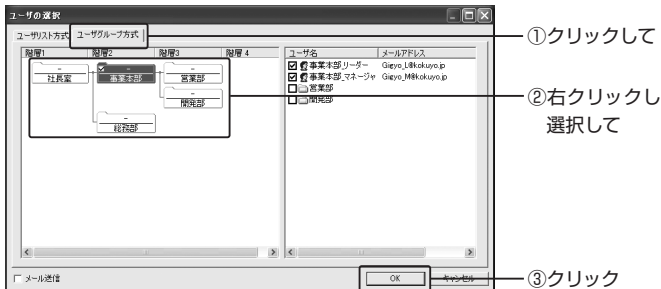 ユーザの選択
ユーザリスト方式 ユーザグループ方式
階層1 階層2 階層3 階層4
ユーザ名 メールアドレス
社長室 事業本部 営業部
開発部
総務部
事業本部_リーダー Gigyo_L@kokuyo.jp
事業本部_マネージャ Gigyo_M@kokuyo.jp
営業部
開発部
メール送信
OK キャンセル
①クリックして
②右クリックし
選択して
③クリック